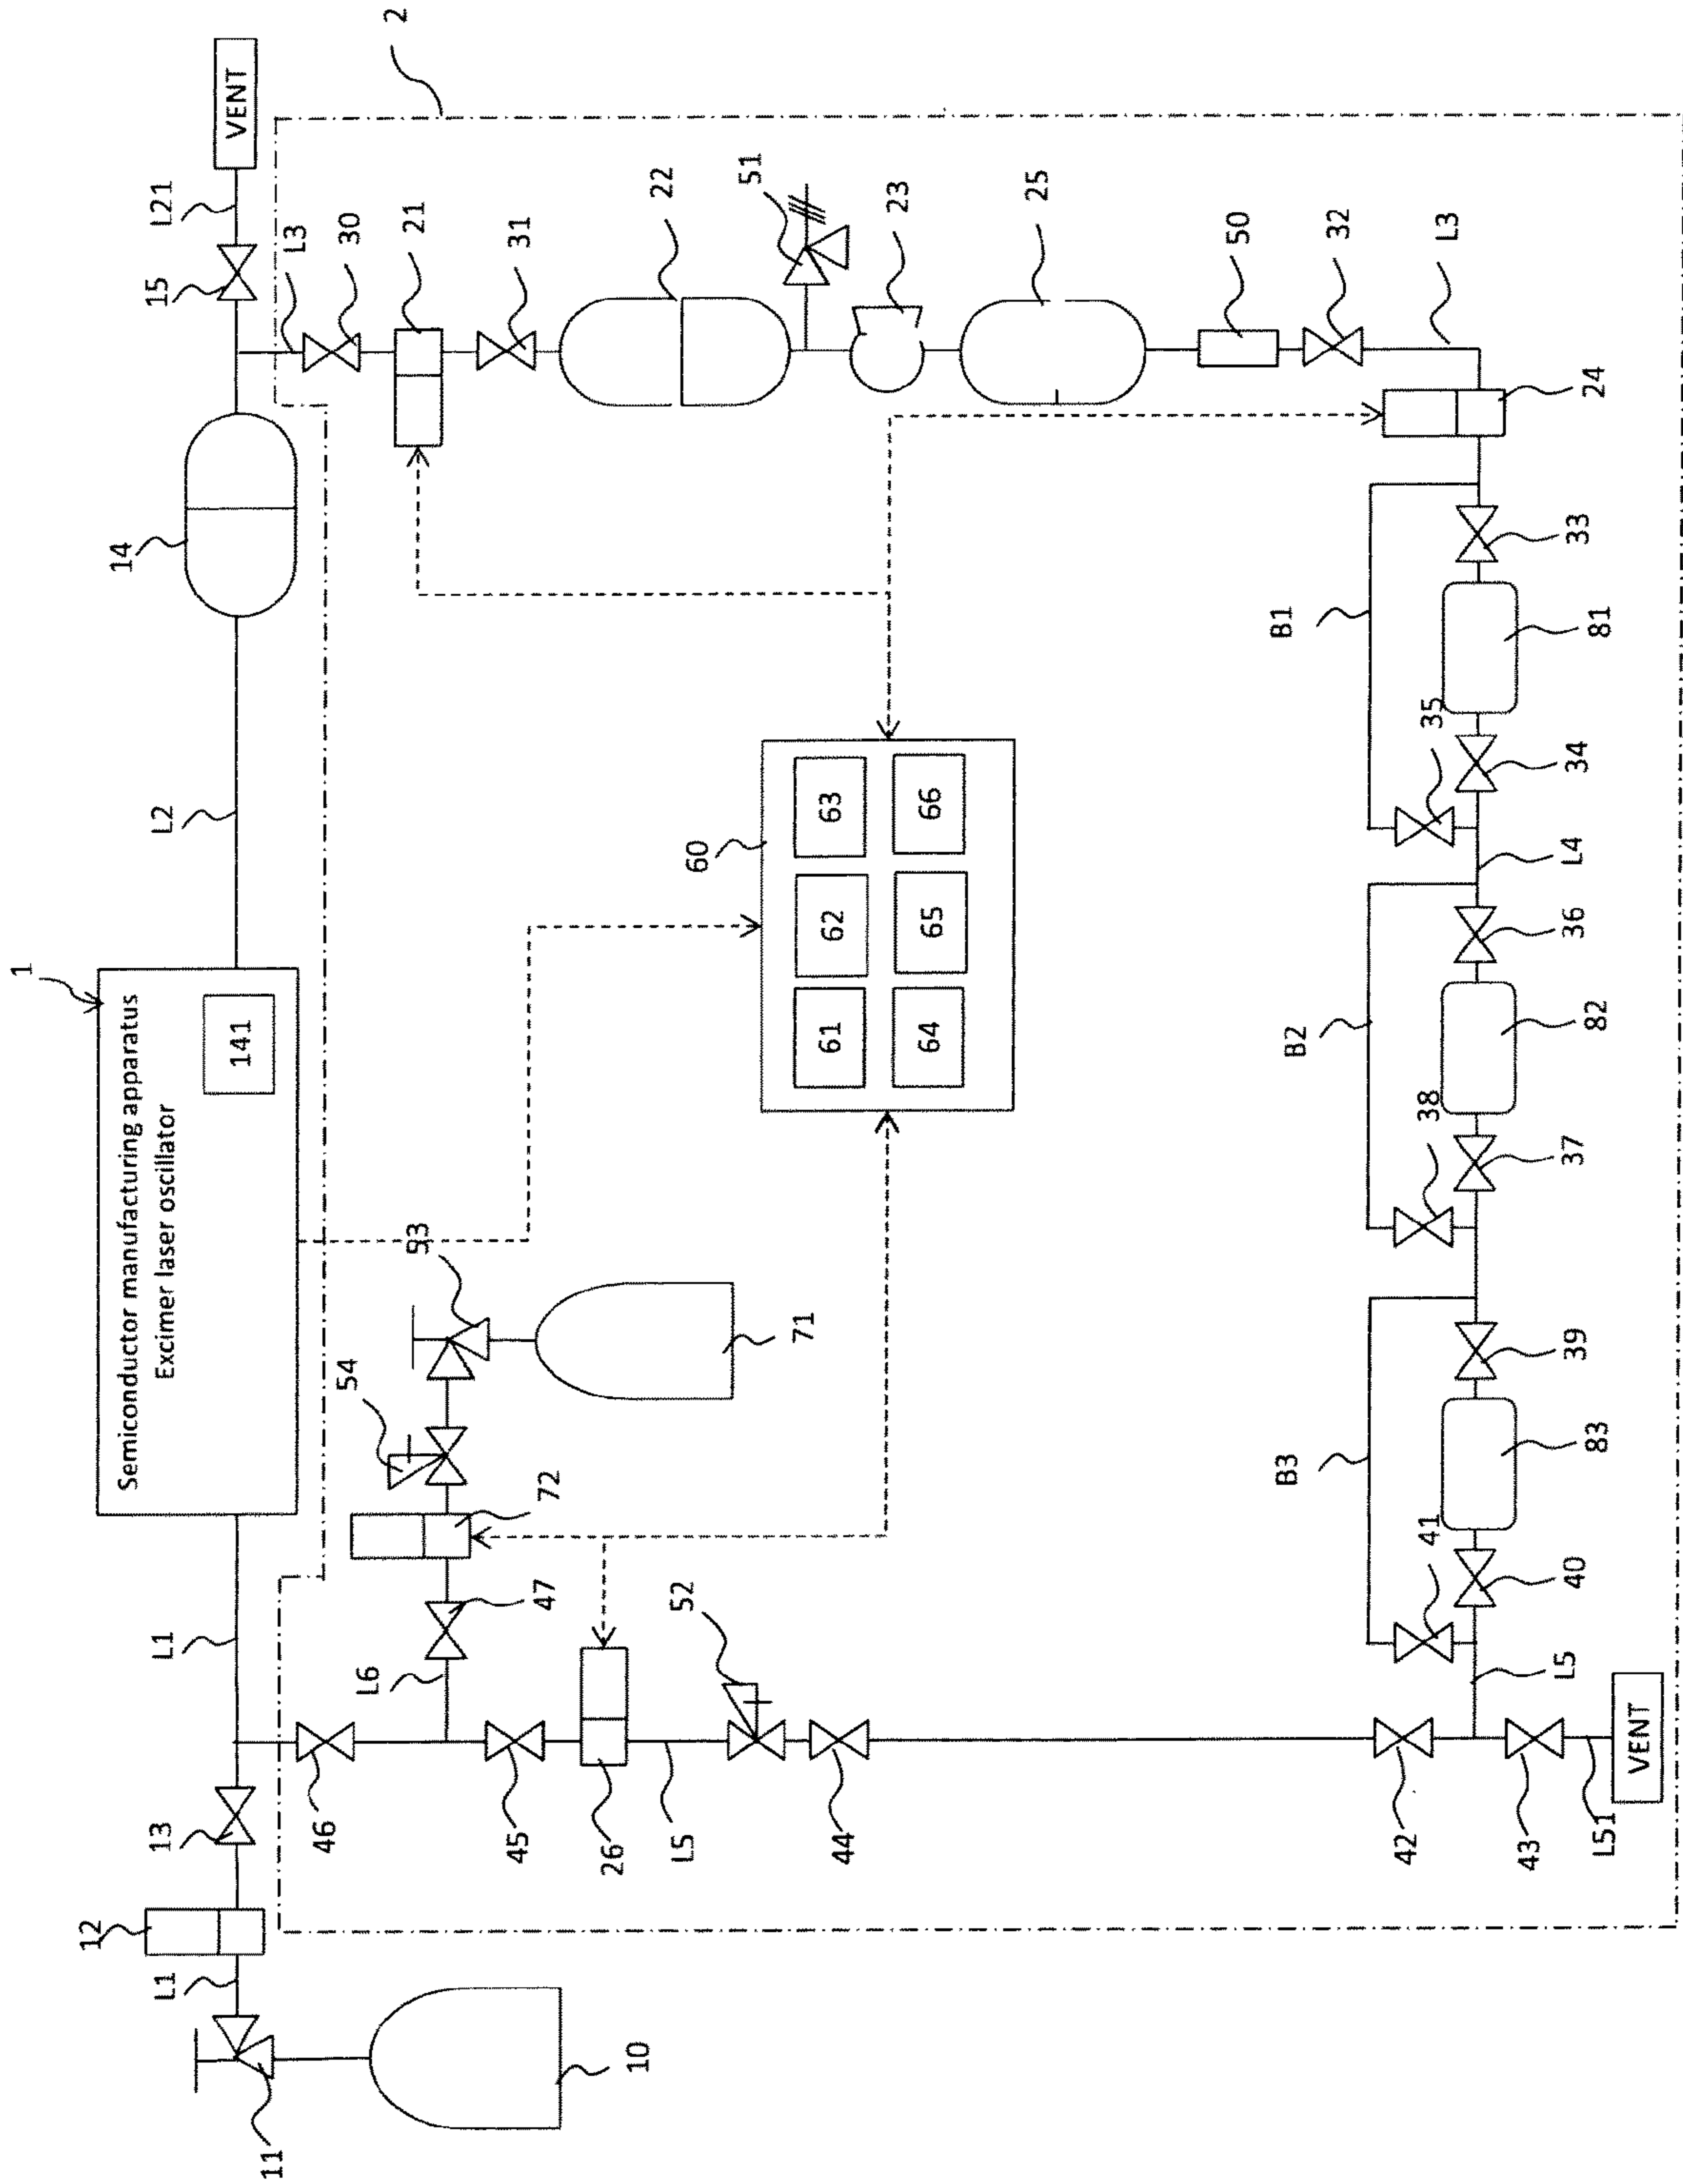 1
2
12
14
Semiconductor manufacturing apparatus
Excimer laser oscillator
141
L1
13
L1
L2
15
L21
VENT
11
46
L3
30
54
53
21
L6
45
47
72
31
10
26
L5
52
71
60
22
51
61
62
63
23
44
64
65
66
25
50
B3
B2
B1
32
42
41
38
35
L3
43
L5
40
39
37
36
L4
34
33
24
L51
83
82
81
VENT